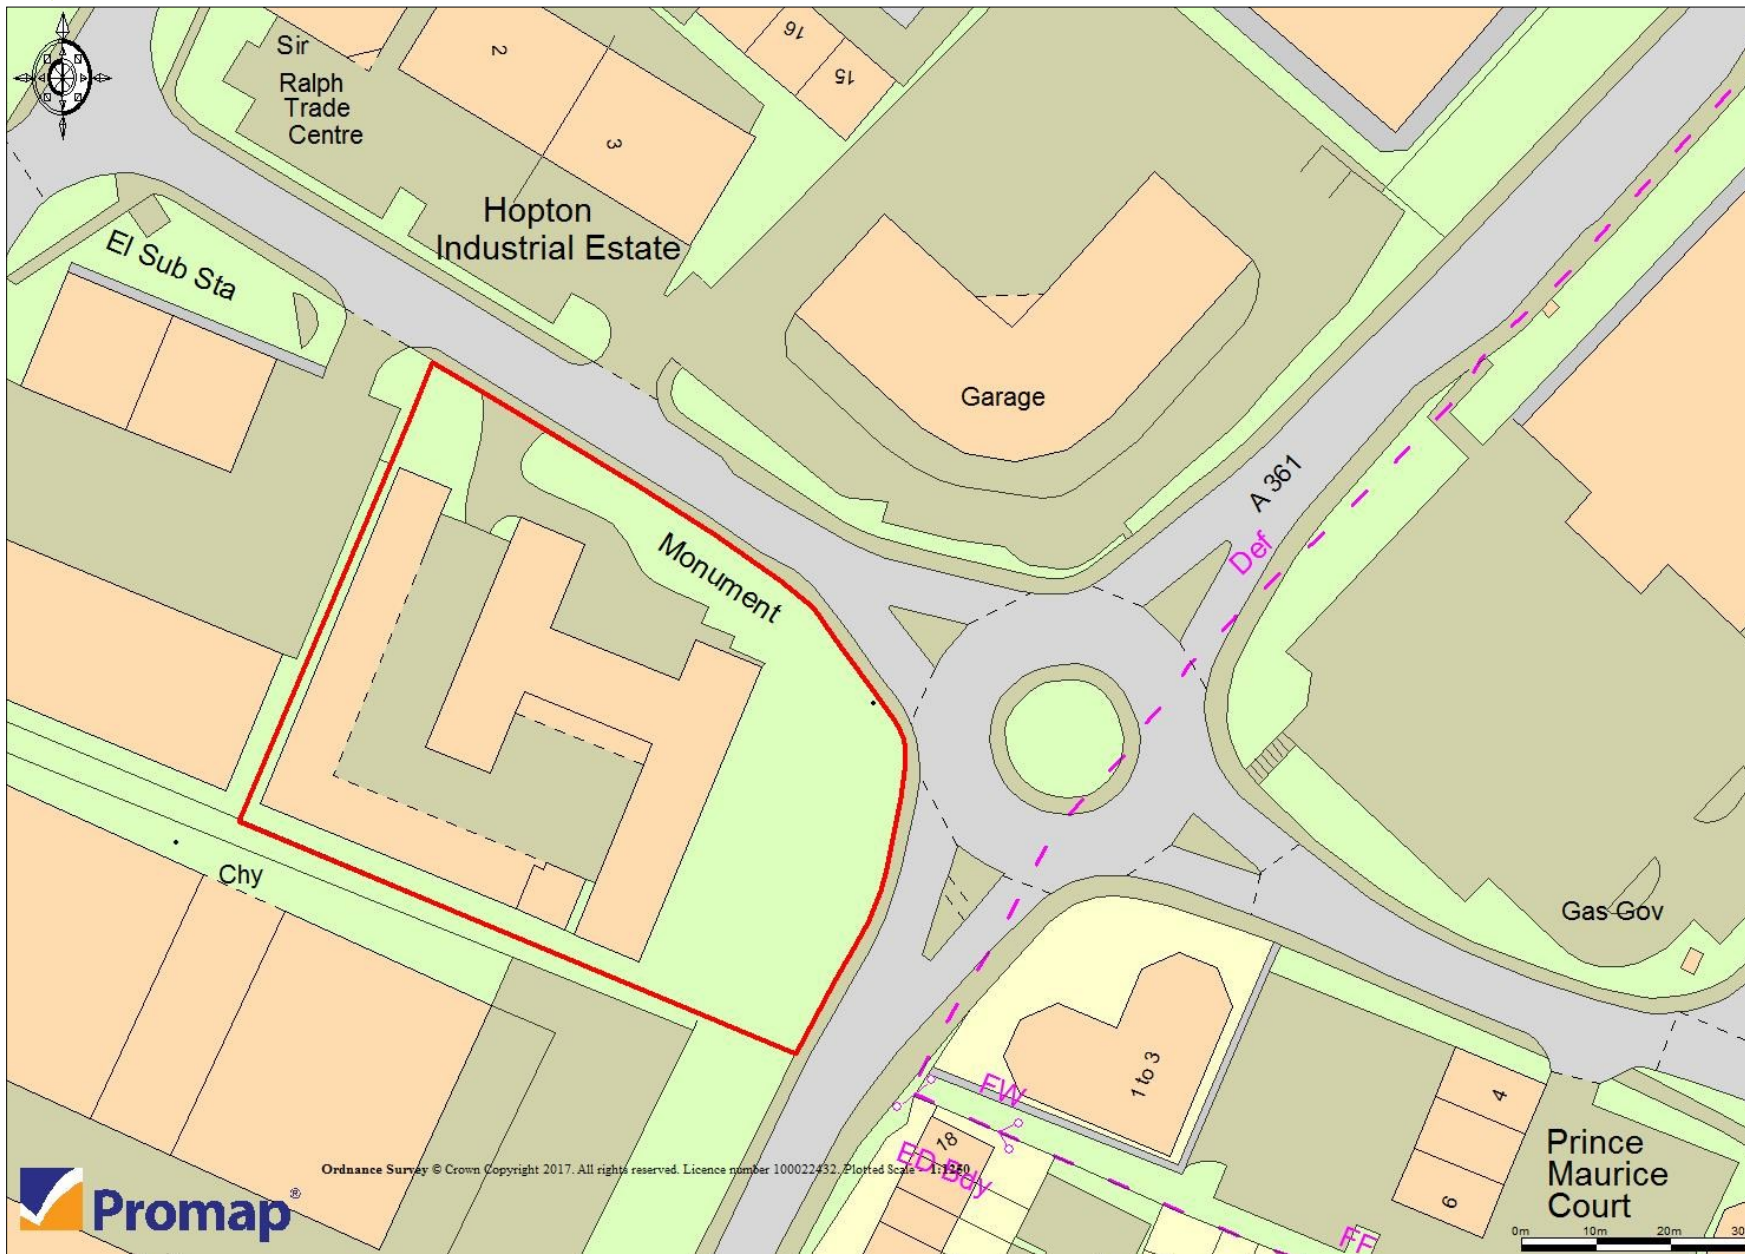 Sir
Ralph
Trade
Centre
2
3
16
15
Hopton
Industrial Estate
El Sub Sta
Garage
A 361
Def
Monument
Chy
Gas Gov
1 to 3
FW
18
ED Bdy
4
6
Prince
Maurice
Court
FF
Ordnance Survey © Crown Copyright 2017. All rights reserved. Licence number 100022432. Plotted Scale - 1:1250
Promap®
0m 10m 20m